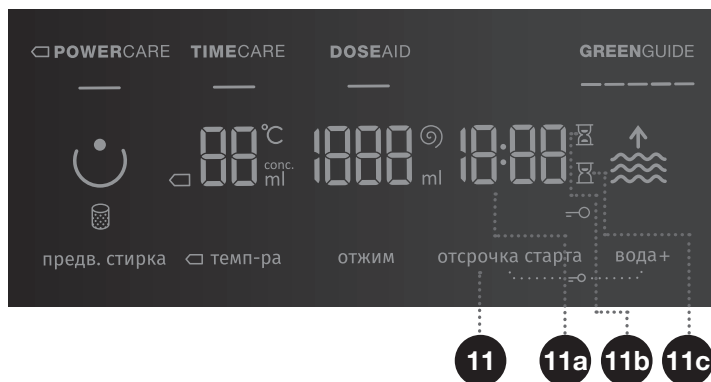 POWERCARE TIMECARE DOSEAID GREENGUIDE
88 °C conc. ml 1888 ml 18:88
предв. стирка темп-ра отжим отсрочка старта вода+
11 11a 11b 11c